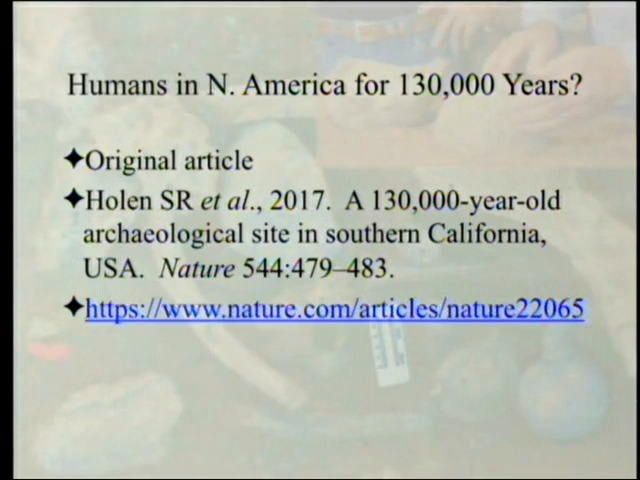 Humans in N. America for 130,000 Years?
✦Original article
✦Holen SR et al., 2017. A 130,000-year-old
archaeological site in southern California,
USA. Nature 544:479–483.
✦https://www.nature.com/articles/nature22065